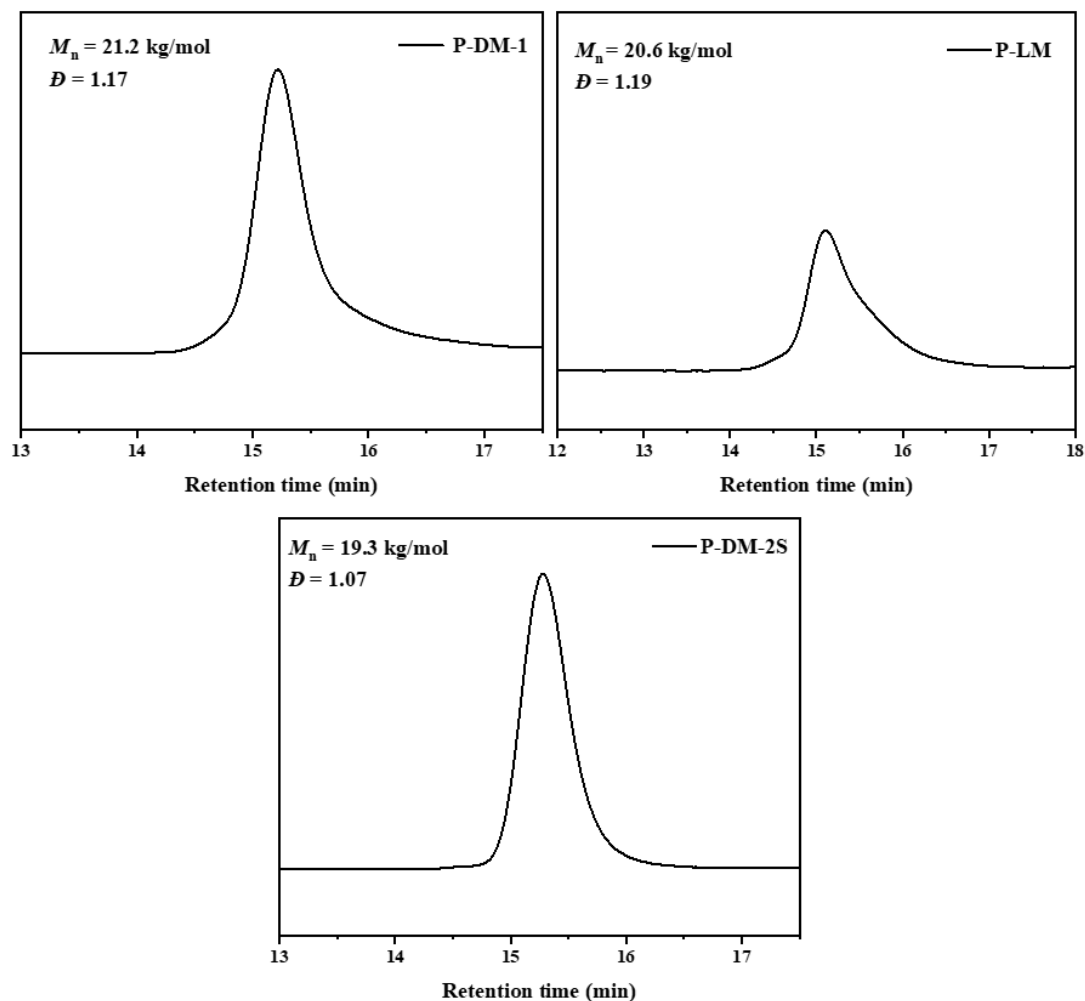 Mn = 21.2 kg/mol
Đ = 1.17
P-DM-1
13 14 15 16 17
Retention time (min)
Mn = 20.6 kg/mol
Đ = 1.19
P-LM
12 13 14 15 16 17 18
Retention time (min)
Mn = 19.3 kg/mol
Đ = 1.07
P-DM-2S
13 14 15 16 17
Retention time (min)